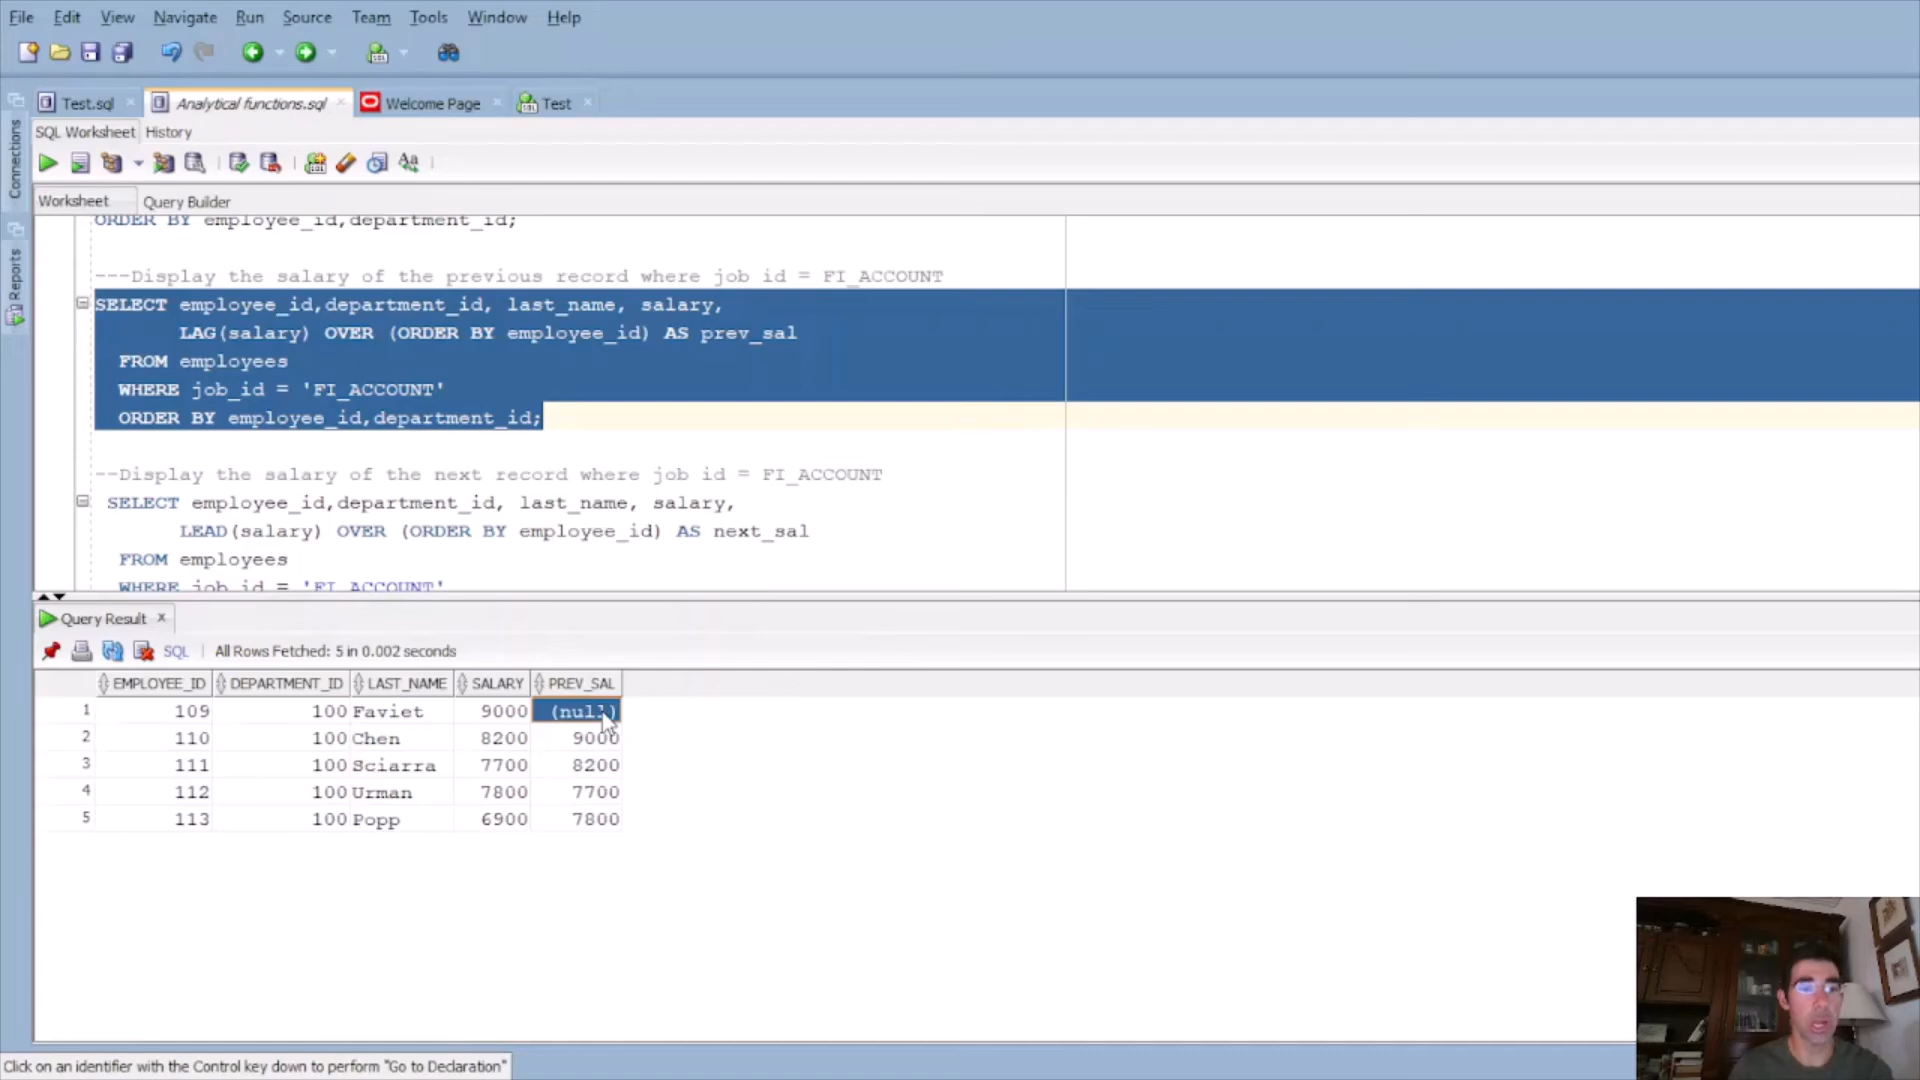 File Edit View Navigate Run Source Team Tools Window Help
Test.sql Analytical functions.sql Welcome Page Test
SQL Worksheet History
Connections
Reports
Worksheet Query Builder
ORDER BY employee_id,department_id;
---Display the salary of the previous record where job id = FI_ACCOUNT
SELECT employee_id,department_id, last_name, salary,
LAG(salary) OVER (ORDER BY employee_id) AS prev_sal
FROM employees
WHERE job_id = 'FI_ACCOUNT'
ORDER BY employee_id,department_id;
--Display the salary of the next record where job id = FI_ACCOUNT
SELECT employee_id,department_id, last_name, salary,
LEAD(salary) OVER (ORDER BY employee_id) AS next_sal
FROM employees
WHERE job_id = 'FI_ACCOUNT'
Query Result
SQL All Rows Fetched: 5 in 0.002 seconds
EMPLOYEE_ID DEPARTMENT_ID LAST_NAME SALARY PREV_SAL
1 109 100 Faviet 9000 (null)
2 110 100 Chen 8200 9000
3 111 100 Sciarra 7700 8200
4 112 100 Urman 7800 7700
5 113 100 Popp 6900 7800
Click on an identifier with the Control key down to perform "Go to Declaration"